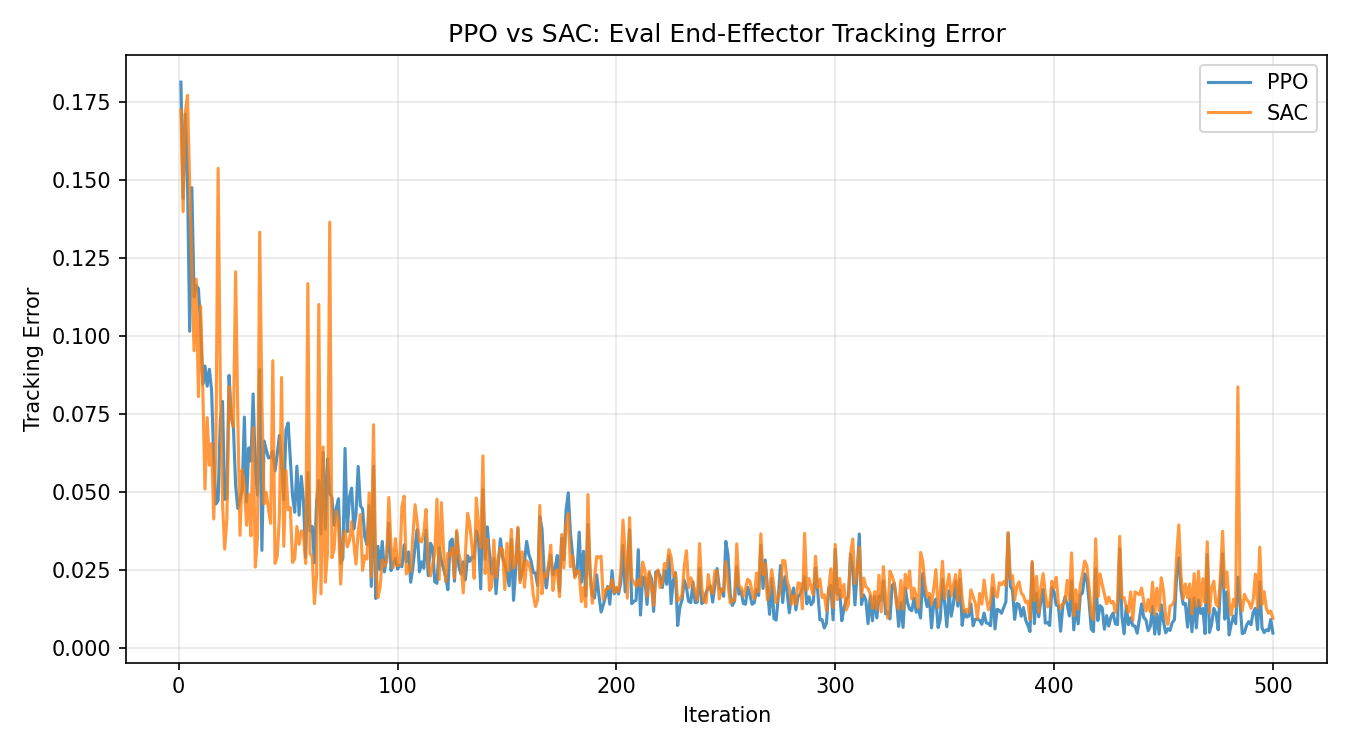 PPO vs SAC: Eval End-Effector Tracking Error
PPO
SAC
Tracking Error
0.175
0.150
0.125
0.100
0.075
0.050
0.025
0.000
0 100 200 300 400 500
Iteration